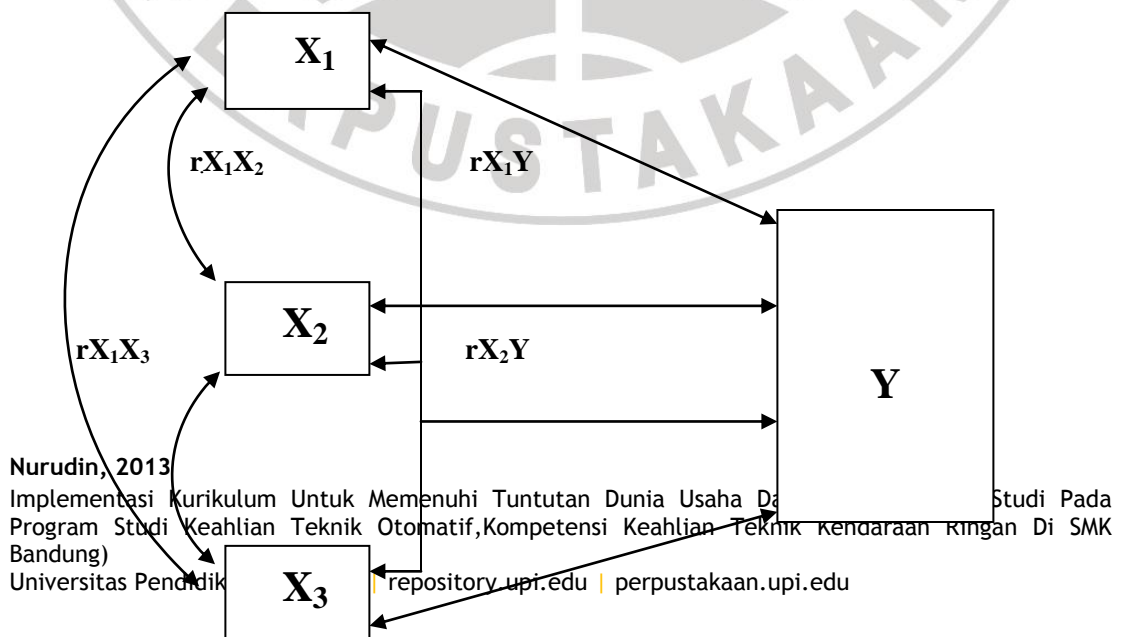 X₁
PUSTAKAAN
rX₁X₂ rX₁Y
X₂
rX₁X₃ rX₂Y
Y
Nurudin, 2013
Implementasi Kurikulum Untuk Memenuhi Tuntutan Dunia Usaha Studi Pada
Program Studi Keahlian Teknik Otomatif,Kompetensi Keahlian Teknik Kendaraan Ringan Di SMK
Bandung)
Universitas | repository.upi.edu | perpustakaan.upi.edu
X₃